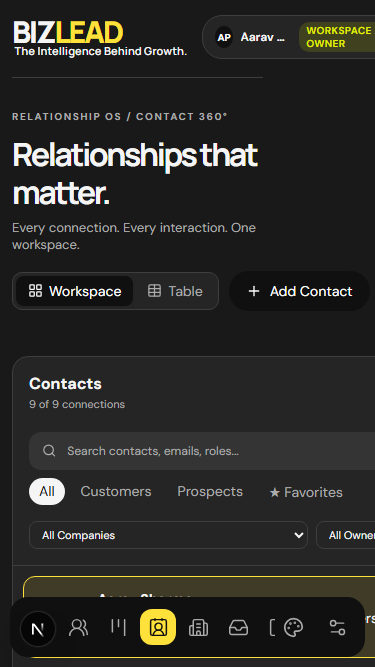 BIZLEAD
The Intelligence Behind Growth.
AP Aarav ... WORKSPACE OWNER
RELATIONSHIP OS / CONTACT 360°
Relationships that
matter.
Every connection. Every interaction. One
workspace.
Workspace Table + Add Contact
Contacts
9 of 9 connections
Search contacts, emails, roles...
All Customers Prospects ★ Favorites
All Companies All Owner
N